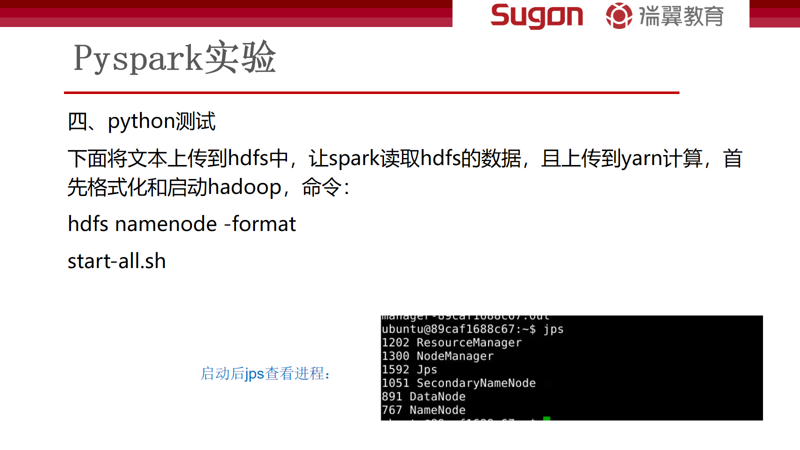 Sugon 瑞翼教育
Pyspark实验
四、python测试
下面将文本上传到hdfs中，让spark读取hdfs的数据，且上传到yarn计算，首
先格式化和启动hadoop，命令：
hdfs namenode -format
start-all.sh
启动后jps查看进程：
manager-89caf1688c67.out
ubuntu@89caf1688c67:~$ jps
1202 ResourceManager
1300 NodeManager
1592 Jps
1051 SecondaryNameNode
891 DataNode
767 NameNode
ubuntu@89caf1688c67:~$